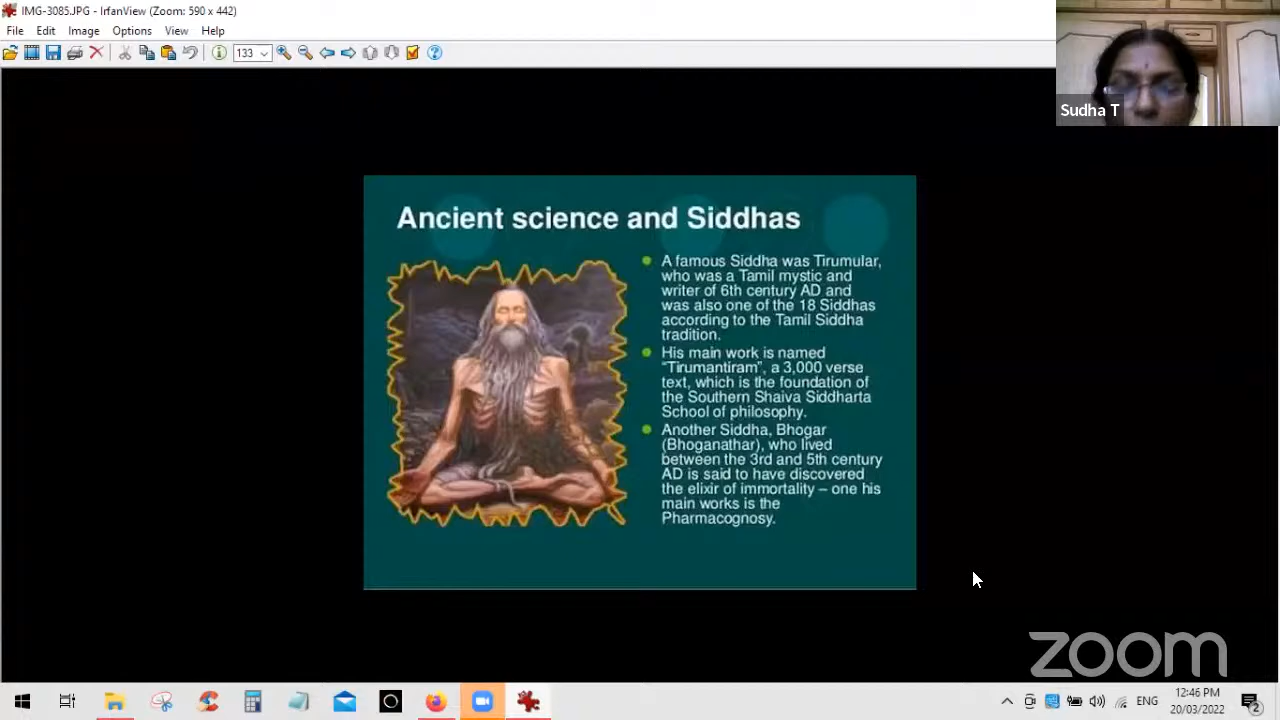 IMG-3085.JPG - IrfanView (Zoom: 590 x 442)
File Edit Image Options View Help
133
Sudha T
Ancient science and Siddhas
A famous Siddha was Tirumular,
who was a Tamil mystic and
writer of 6th century AD and
was also one of the 18 Siddhas
according to the Tamil Siddha
tradition.
His main work is named
“Tirumantiram”, a 3,000 verse
text, which is the foundation of
the Southern Shaiva Siddharta
School of philosophy.
Another Siddha, Bhogar
(Bhoganathar), who lived
between the 3rd and 5th century
AD is said to have discovered
the elixir of immortality – one his
main works is the
Pharmacognosy.
zoom
ENG
12:46 PM
20/03/2022
2